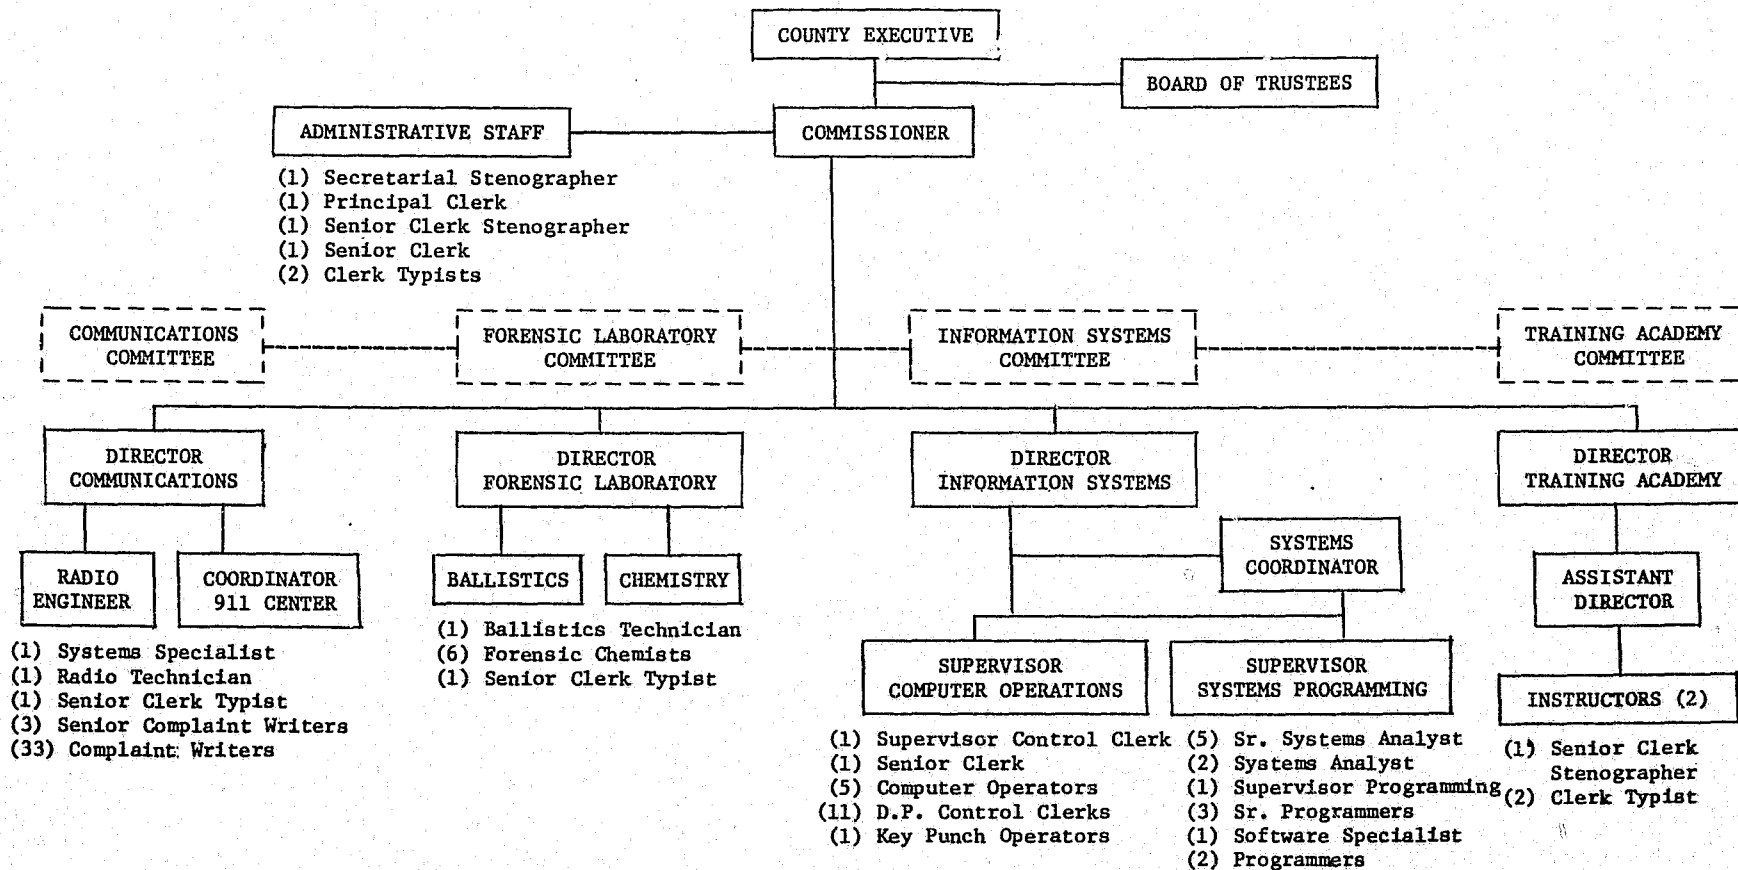 COUNTY EXECUTIVE
BOARD OF TRUSTEES
ADMINISTRATIVE STAFF
COMMISSIONER
(1) Secretarial Stenographer
(1) Principal Clerk
(1) Senior Clerk Stenographer
(1) Senior Clerk
(2) Clerk Typists
COMMUNICATIONS
COMMITTEE
FORENSIC LABORATORY
COMMITTEE
INFORMATION SYSTEMS
COMMITTEE
TRAINING ACADEMY
COMMITTEE
DIRECTOR
COMMUNICATIONS
DIRECTOR
FORENSIC LABORATORY
DIRECTOR
INFORMATION SYSTEMS
DIRECTOR
TRAINING ACADEMY
RADIO
ENGINEER
COORDINATOR
911 CENTER
(1) Systems Specialist
(1) Radio Technician
(1) Senior Clerk Typist
(3) Senior Complaint Writers
(33) Complaint Writers
BALLISTICS
CHEMISTRY
(1) Ballistics Technician
(6) Forensic Chemists
(1) Senior Clerk Typist
SYSTEMS
COORDINATOR
SUPERVISOR
COMPUTER OPERATIONS
(1) Supervisor Control Clerk
(1) Senior Clerk
(5) Computer Operators
(11) D.P. Control Clerks
(1) Key Punch Operators
SUPERVISOR
SYSTEMS PROGRAMMING
(5) Sr. Systems Analyst
(2) Systems Analyst
(1) Supervisor Programming
(3) Sr. Programmers
(1) Software Specialist
(2) Programmers
ASSISTANT
DIRECTOR
INSTRUCTORS (2)
(1) Senior Clerk
Stenographer
(2) Clerk Typist